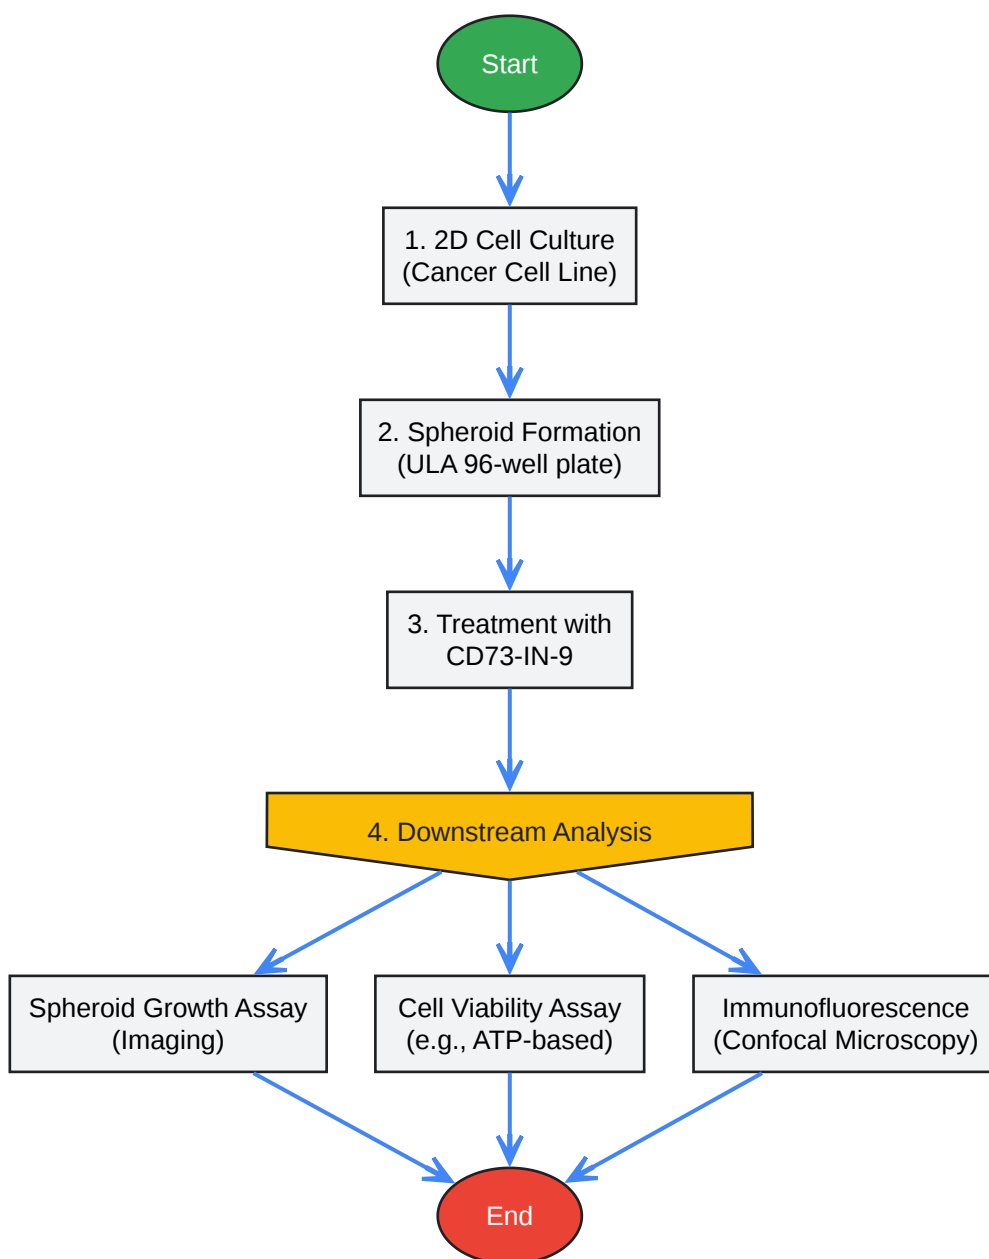 Start
1. 2D Cell Culture
(Cancer Cell Line)
2. Spheroid Formation
(ULA 96-well plate)
3. Treatment with
CD73-IN-9
4. Downstream Analysis
Spheroid Growth Assay
(Imaging)
Cell Viability Assay
(e.g., ATP-based)
Immunofluorescence
(Confocal Microscopy)
End